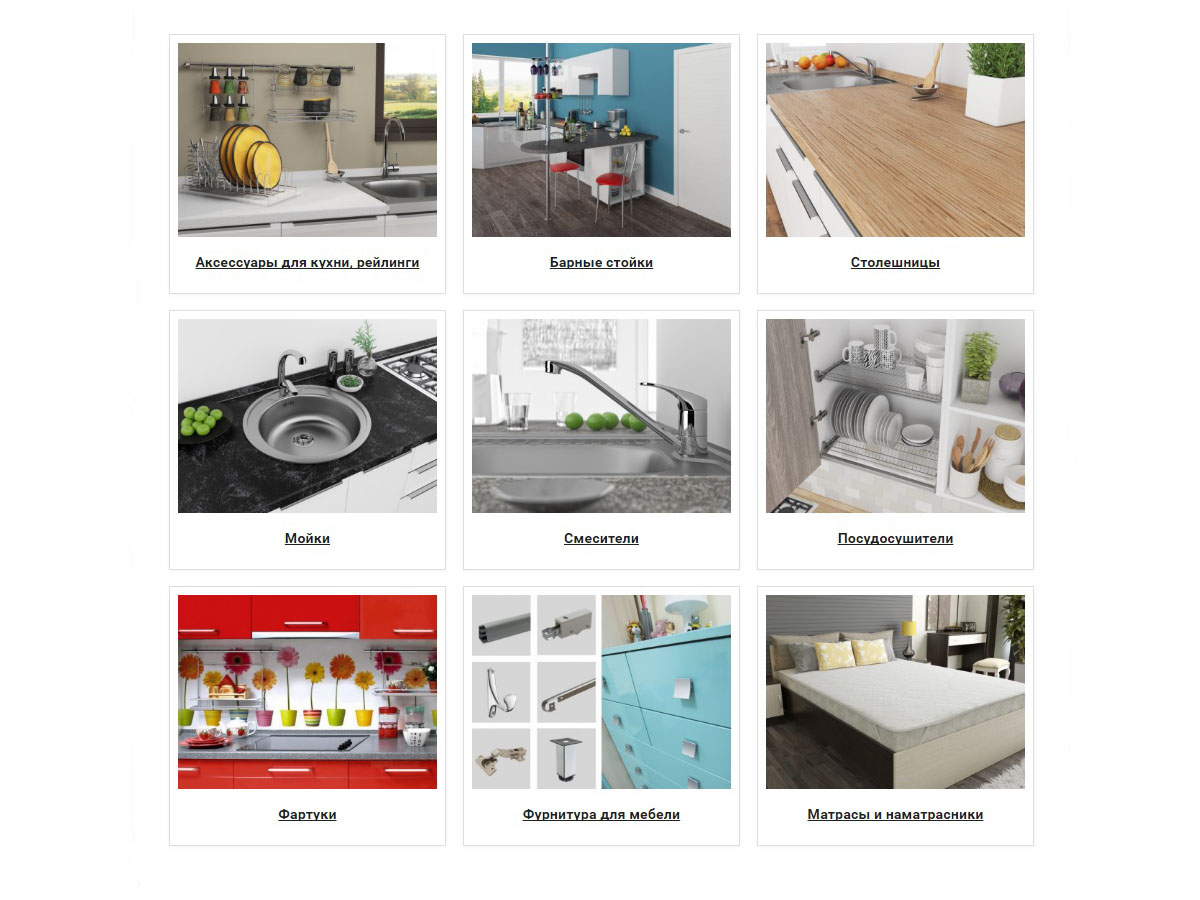 Аксессуары для кухни, рейлинги
Барные стойки
Столешницы
Мойки
Смесители
Посудосушители
Фартуки
Фурнитура для мебели
Матрасы и наматрасники